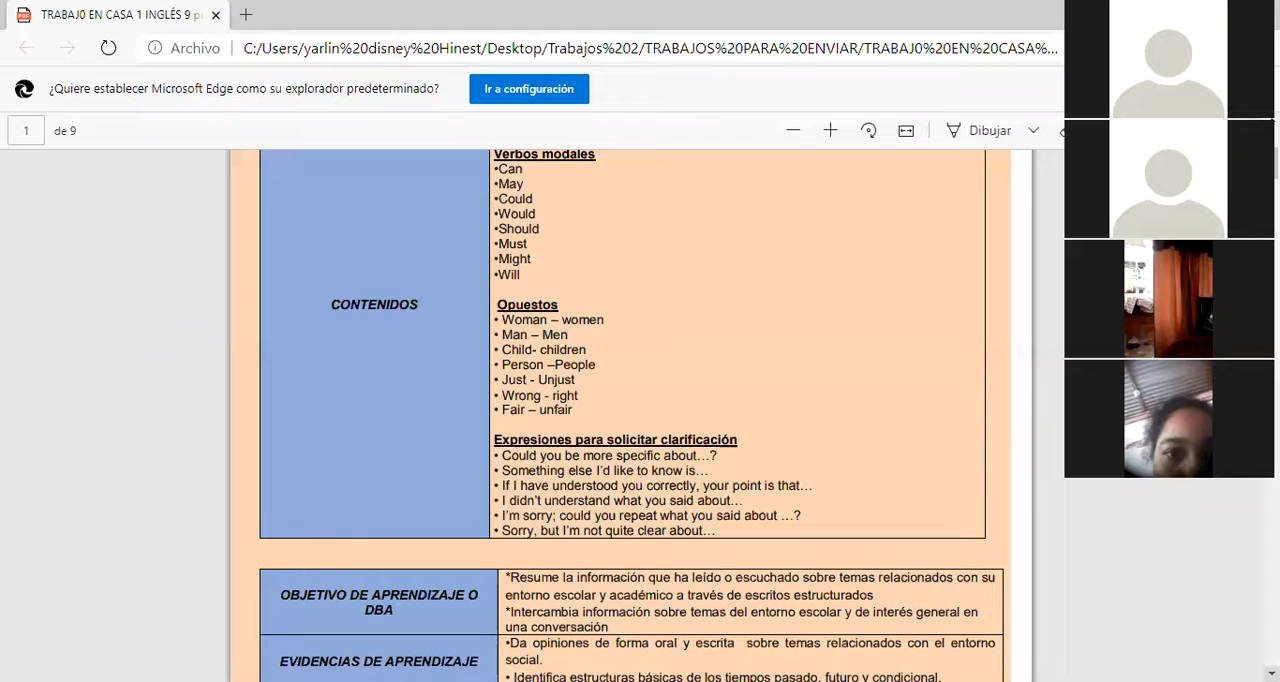 TRABAJ0 EN CASA 1 INGLÉS 9 p
Archivo
C:/Users/yarlin%20disney%20Hinest/Desktop/Trabajos%202/TRABAJOS%20PARA%20ENVIAR/TRABAJ0%20EN%20CASA%...
¿Quiere establecer Microsoft Edge como su explorador predeterminado?
Ir a configuración
1 de 9
Dibujar
Verbos modales
•Can
•May
•Could
•Would
•Should
•Must
•Might
•Will
CONTENIDOS
Opuestos
• Woman – women
• Man – Men
• Child- children
• Person –People
• Just - Unjust
• Wrong - right
• Fair – unfair
Expresiones para solicitar clarificación
• Could you be more specific about…?
• Something else I’d like to know is…
• If I have understood you correctly, your point is that…
• I didn’t understand what you said about…
• I’m sorry; could you repeat what you said about …?
• Sorry, but I’m not quite clear about…
OBJETIVO DE APRENDIZAJE O
DBA
*Resume la información que ha leído o escuchado sobre temas relacionados con su
entorno escolar y académico a través de escritos estructurados
*Intercambia información sobre temas del entorno escolar y de interés general en
una conversación
EVIDENCIAS DE APRENDIZAJE
•Da opiniones de forma oral y escrita sobre temas relacionados con el entorno
social.
• Identifica estructuras básicas de los tiempos pasado, futuro y condicional.